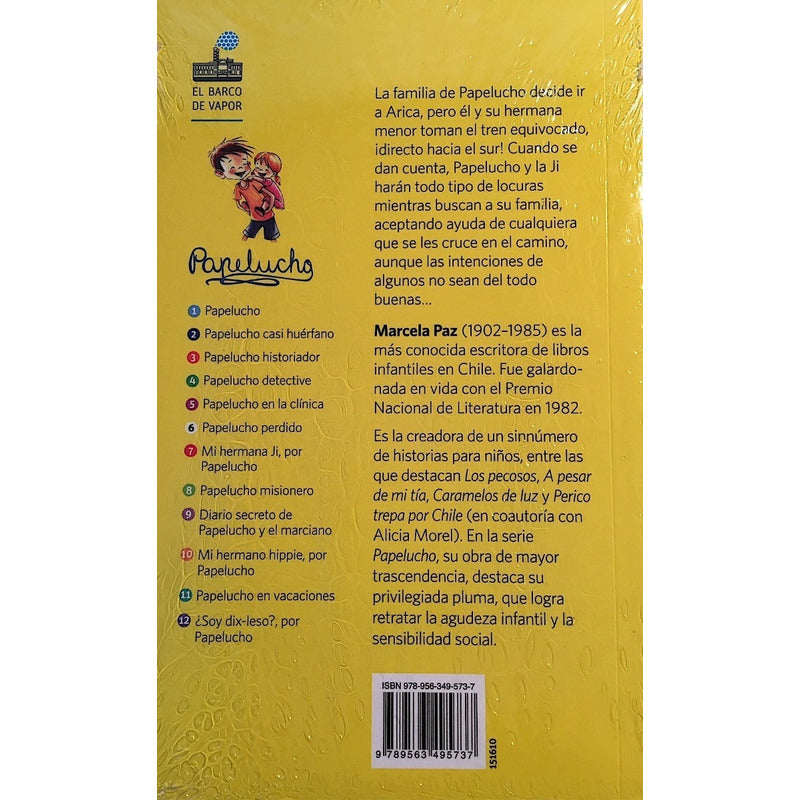 EL BARCO
DE VAPOR
Papelucho
1 Papelucho
2 Papelucho casi huérfano
3 Papelucho historiador
4 Papelucho detective
5 Papelucho en la clínica
6 Papelucho perdido
7 Mi hermana Ji, por
Papelucho
8 Papelucho misionero
9 Diario secreto de
Papelucho y el marciano
10 Mi hermano hippie, por
Papelucho
11 Papelucho en vacaciones
12 ¿Soy dix-leso?, por
Papelucho
La familia de Papelucho decide ir
a Arica, pero él y su hermana
menor toman el tren equivocado,
¡directo hacia el sur! Cuando se
dan cuenta, Papelucho y la Ji
harán todo tipo de locuras
mientras buscan a su familia,
aceptando ayuda de cualquiera
que se les cruce en el camino,
aunque las intenciones de
algunos no sean del todo
buenas...
Marcela Paz (1902-1985) es la
más conocida escritora de libros
infantiles en Chile. Fue galardo-
nada en vida con el Premio
Nacional de Literatura en 1982.
Es la creadora de un sinnúmero
de historias para niños, entre las
que destacan Los pecosos, A pesar
de mi tía, Caramelos de luz y Perico
trepa por Chile (en coautoría con
Alicia Morel). En la serie
Papelucho, su obra de mayor
trascendencia, destaca su
privilegiada pluma, que logra
retratar la agudeza infantil y la
sensibilidad social.
ISBN 978-956-349-573-7
9 789563 495737
151610